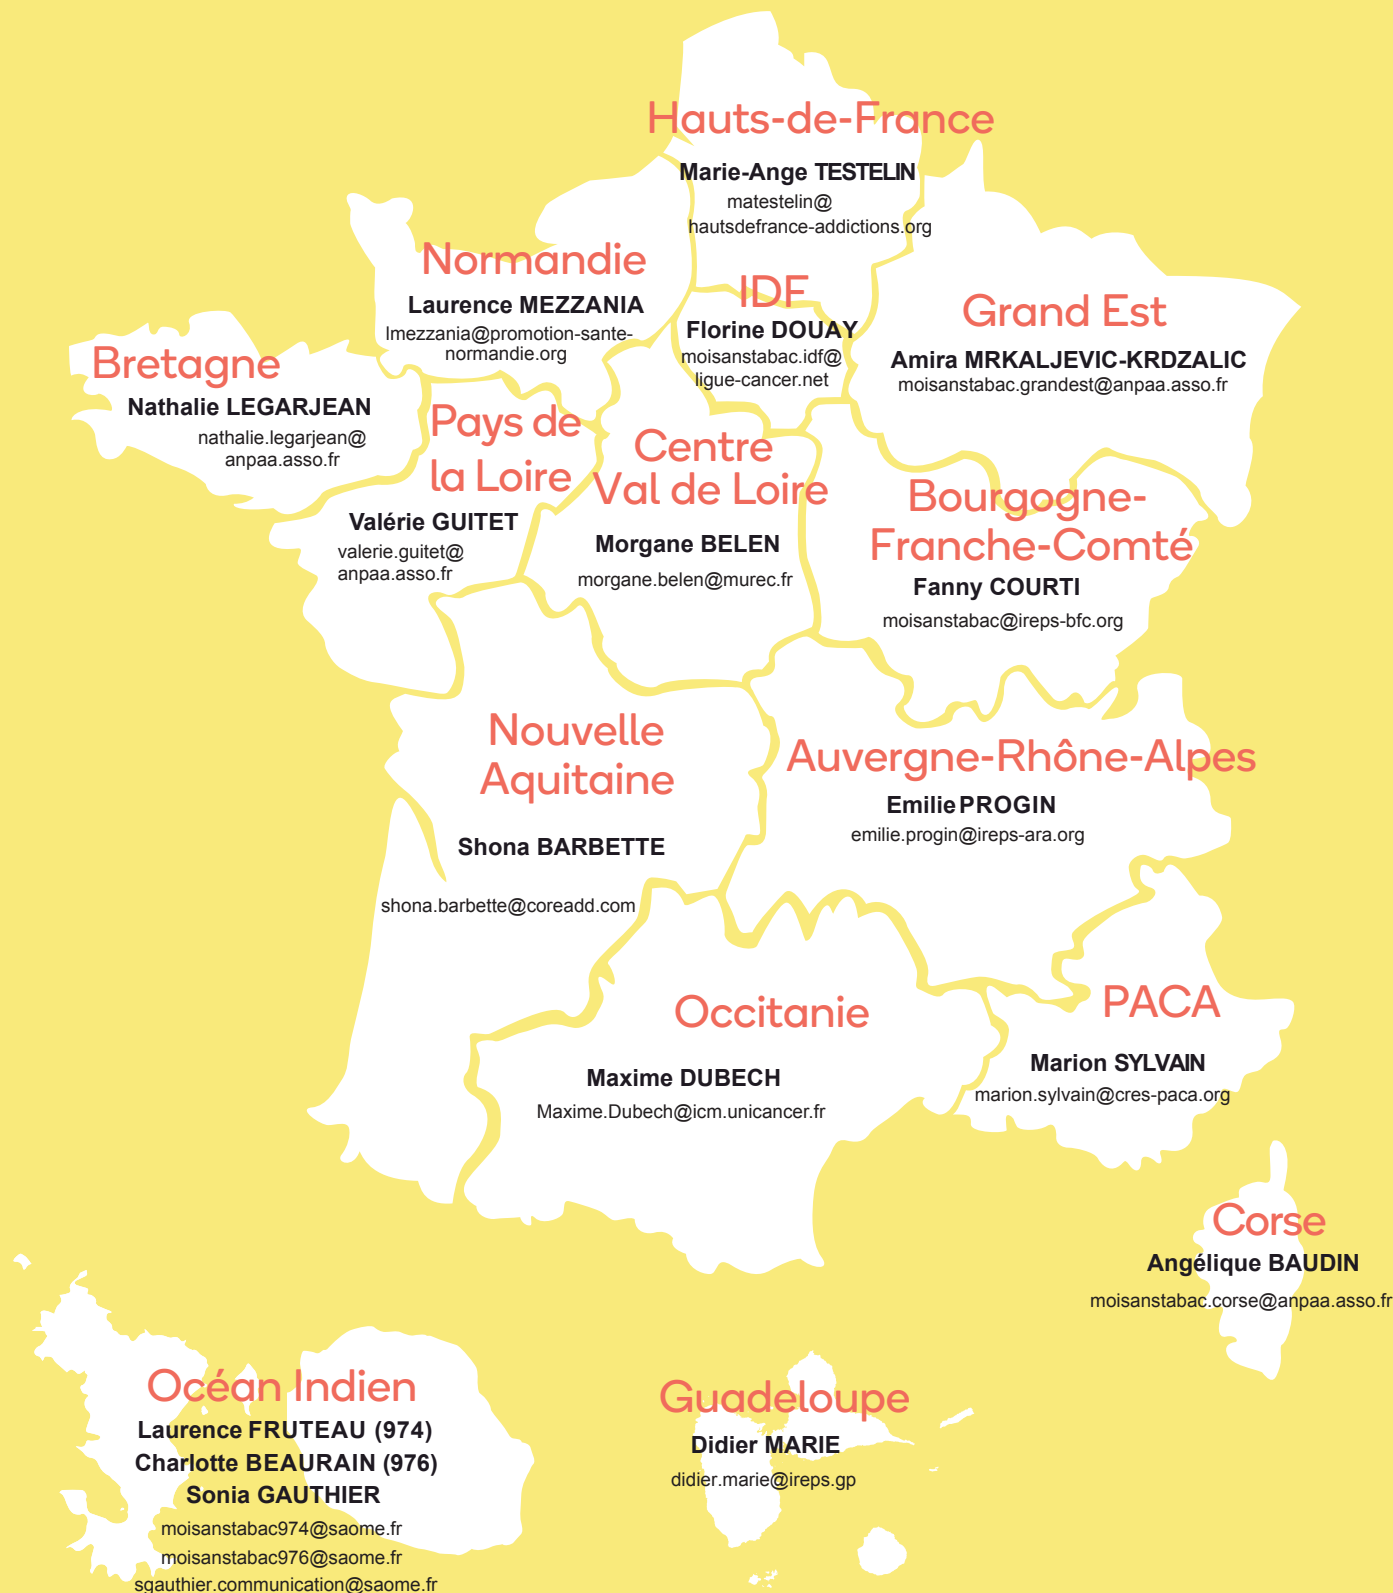 Hauts-de-France
Marie-Ange TESTELIN
matestelin@
hautsdefrance-addictions.org
Normandie
Laurence MEZZANIA
lmezzania@promotion-sante-
normandie.org
IDF
Florine DOUAY
moisanstabac.idf@
ligue-cancer.net
Grand Est
Amira MRKALJEVIC-KRDZALIC
moisanstabac.grandest@anpaa.asso.fr
Bretagne
Nathalie LEGARJEAN
nathalie.legarjean@
anpaa.asso.fr
Pays de
la Loire
Valérie GUITET
valerie.guitet@
anpaa.asso.fr
Centre
Val de Loire
Morgane BELEN
morgane.belen@murec.fr
Bourgogne-
Franche-Comté
Fanny COURTI
moisanstabac@ireps-bfc.org
Nouvelle
Aquitaine
Shona BARBETTE
shona.barbette@coreadd.com
Auvergne-Rhône-Alpes
Emilie PROGIN
emilie.progin@ireps-ara.org
Occitanie
Maxime DUBECH
Maxime.Dubech@icm.unicancer.fr
PACA
Marion SYLVAIN
marion.sylvain@cres-paca.org
Corse
Angélique BAUDIN
moisanstabac.corse@anpaa.asso.fr
Océan Indien
Laurence FRUTEAU (974)
Charlotte BEAURAIN (976)
Sonia GAUTHIER
moisanstabac974@saome.fr
moisanstabac976@saome.fr
sgauthier.communication@saome.fr
Guadeloupe
Didier MARIE
didier.marie@ireps.gp